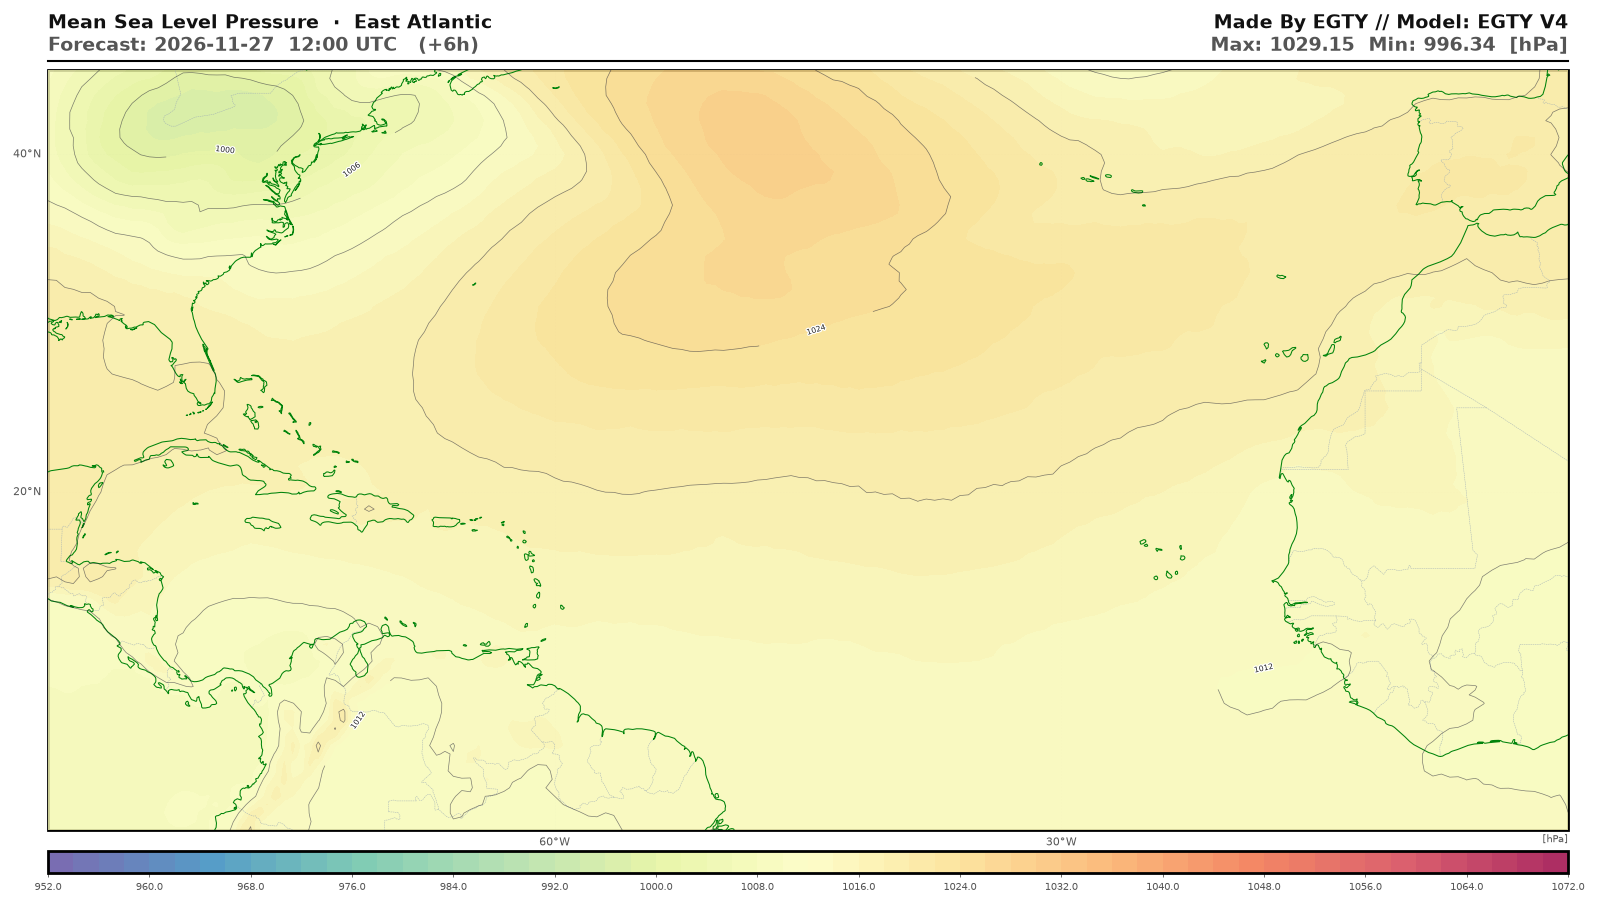 Mean Sea Level Pressure · East Atlantic
Made By EGTY // Model: EGTY V4
Forecast: 2026-11-27 12:00 UTC (+6h)
Max: 1029.15 Min: 996.34 [hPa]
40°N
1000
1006
1024
20°N
1012
1012
60°W
30°W
[hPa]
952.0 960.0 968.0 976.0 984.0 992.0 1000.0 1008.0 1016.0 1024.0 1032.0 1040.0 1048.0 1056.0 1064.0 1072.0